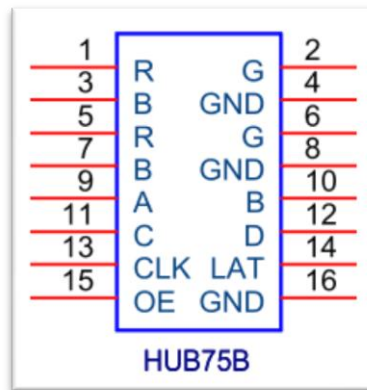 1 R G 2
3 B GND 4
5 R G 6
7 B GND 8
9 A B 10
11 C D 12
13 CLK LAT 14
15 OE GND 16
HUB75B